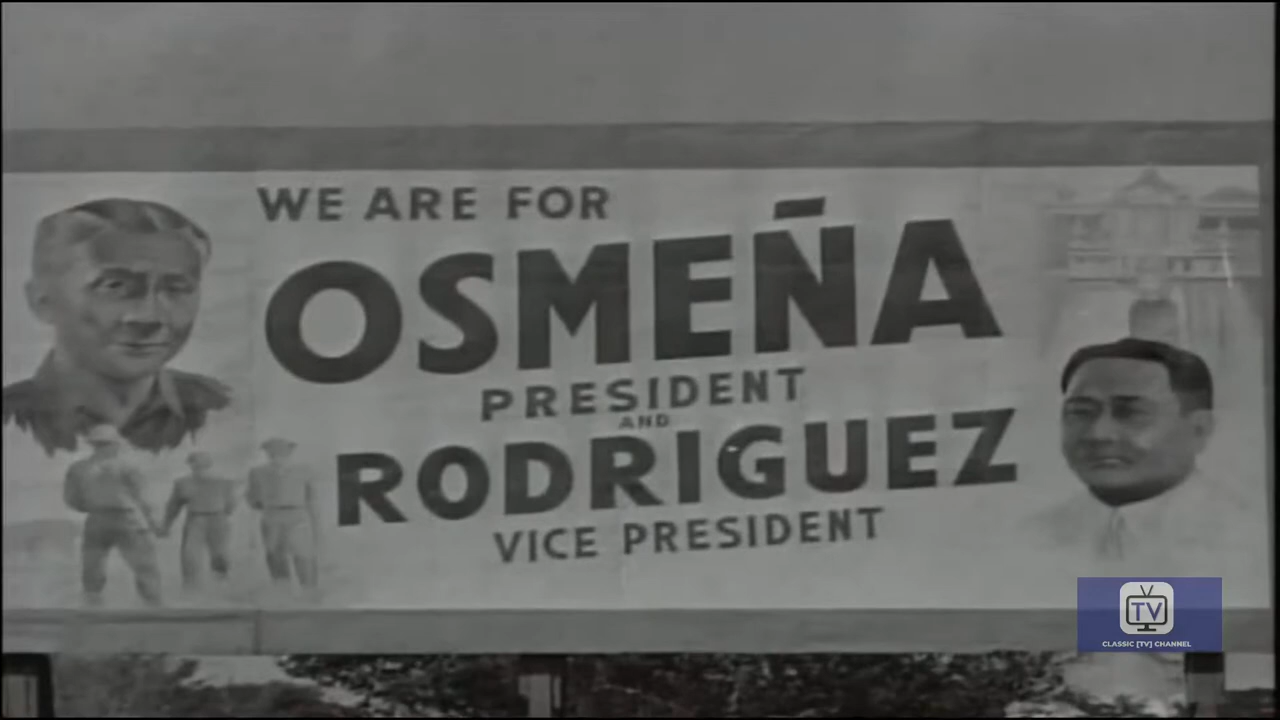 WE ARE FOR
OSMEÑA
PRESIDENT
AND
RODRIGUEZ
VICE PRESIDENT
TV
CLASSIC [TV] CHANNEL